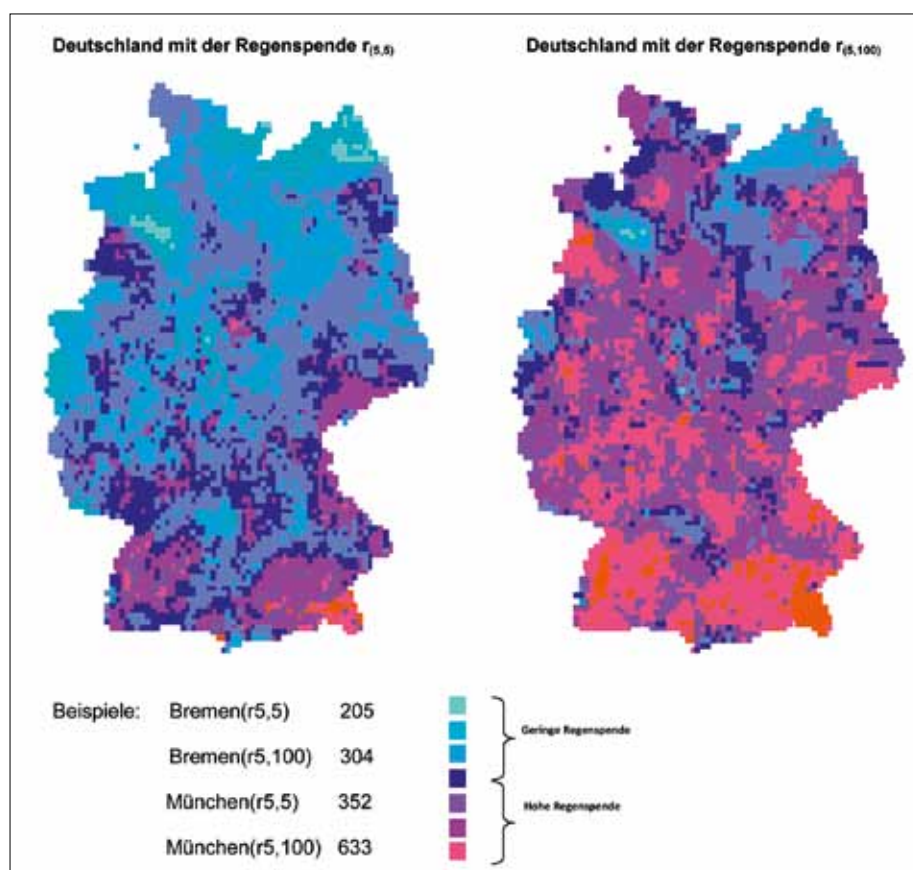 Deutschland mit der Regenspende r(5,5)
Deutschland mit der Regenspende r(5,100)
Beispiele: Bremen(r5,5) 205
Bremen(r5,100) 304
München(r5,5) 352
München(r5,100) 633
Geringe Regenspende
Hohe Regenspende